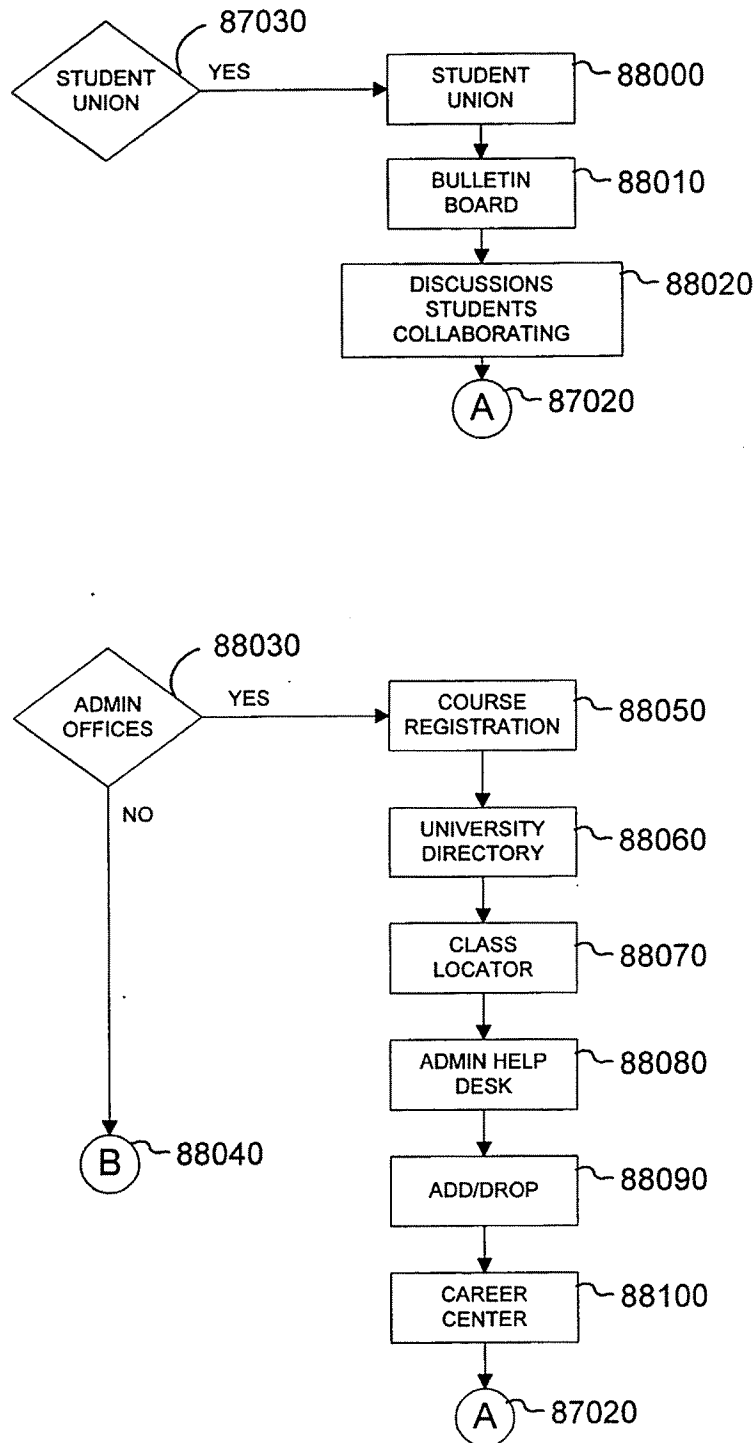 87030
STUDENT
UNION
YES
STUDENT
UNION
88000
BULLETIN
BOARD
88010
DISCUSSIONS
STUDENTS
COLLABORATING
88020
A
87020
88030
ADMIN
OFFICES
YES
NO
COURSE
REGISTRATION
88050
UNIVERSITY
DIRECTORY
88060
CLASS
LOCATOR
88070
ADMIN HELP
DESK
88080
B
88040
ADD/DROP
88090
CAREER
CENTER
88100
A
87020